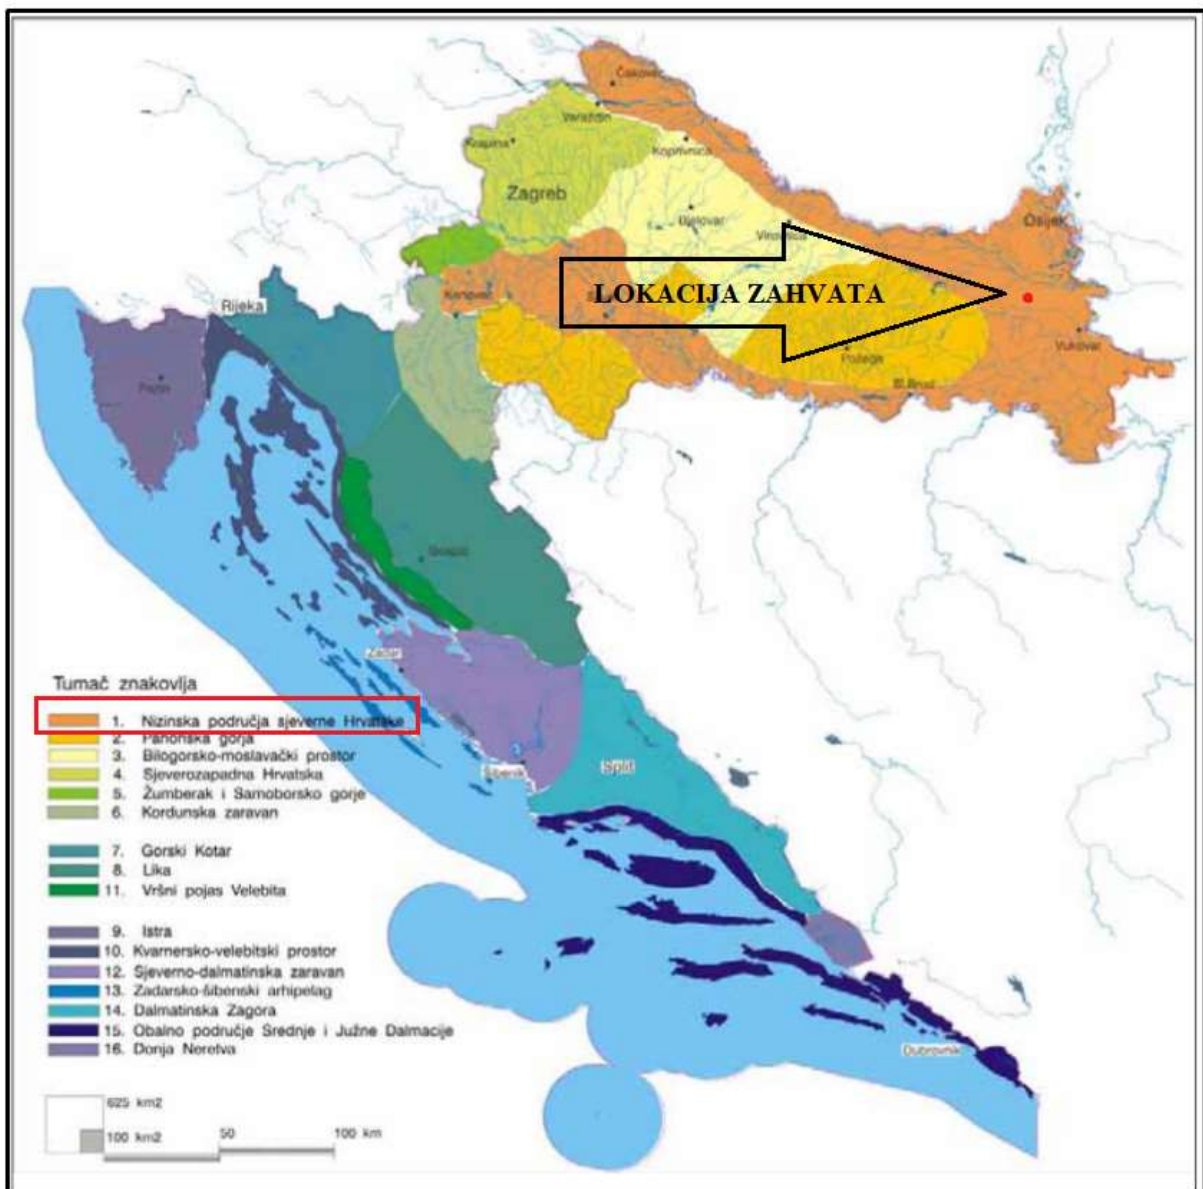 Čakovec
Varaždin
Krapina
Koprivnica
Zagreb
Bjelovar
Virovitica
Osijek
Rijeka
Karlovac
LOKACIJA ZAHVATA
Požega
Vukovar
Sl.Brod
Pazin
Gospić
Zadar
Šibenik
Split
Dubrovnik
Tumač znakovlja
1. Nizinska područja sjeverne Hrvatske
2. Panonska gorja
3. Bilogorsko-moslavački prostor
4. Sjeverozapadna Hrvatska
5. Žumberak i Samoborsko gorje
6. Kordunska zaravan
7. Gorski Kotar
8. Lika
11. Vršni pojas Velebita
9. Istra
10. Kvarnersko-velebitski prostor
12. Sjeverno-dalmatinska zaravan
13. Zadarsko-šibenski arhipelag
14. Dalmatinska Zagora
15. Obalno područje Srednje i Južne Dalmacije
16. Donja Neretva
625 km2
100 km2
50
100 km